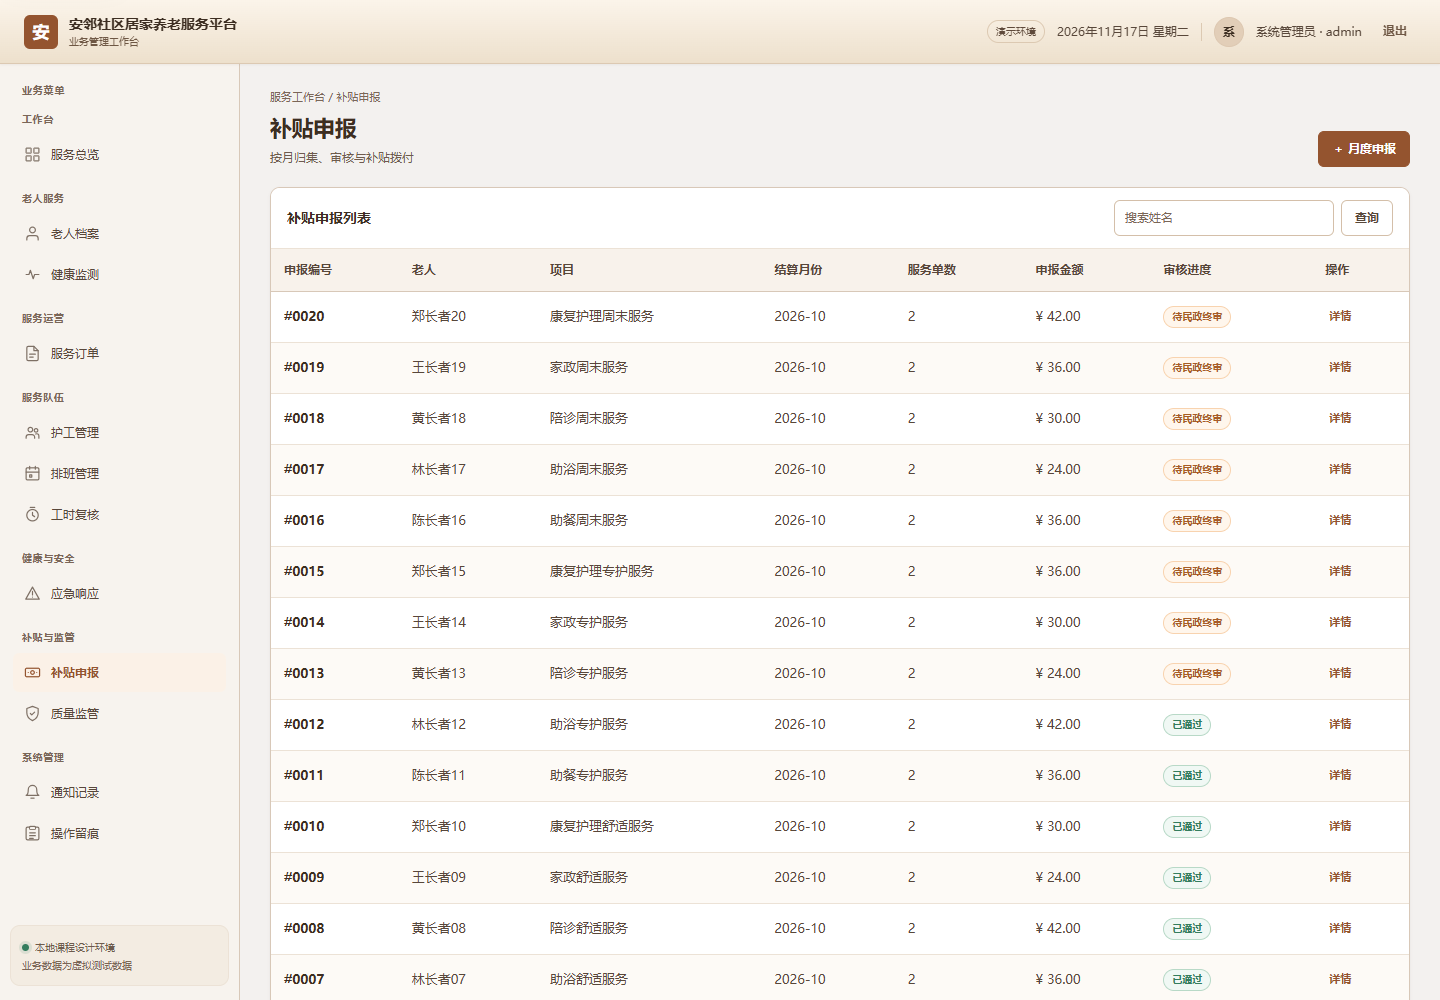 安
安邻社区居家养老服务平台
业务管理工作台
演示环境
2026年11月17日 星期二
系
系统管理员 · admin
退出
业务菜单
工作台
服务总览
老人服务
老人档案
健康监测
服务运营
服务订单
服务队伍
护工管理
排班管理
工时复核
健康与安全
应急响应
补贴与监管
补贴申报
质量监管
系统管理
通知记录
操作留痕
本地课程设计环境
业务数据为虚拟测试数据
服务工作台 / 补贴申报
补贴申报
按月归集、审核与补贴拨付
+ 月度申报
补贴申报列表
搜索姓名
查询
申报编号 老人 项目 结算月份 服务单数 申报金额 审核进度 操作
#0020 郑长者20 康复护理周末服务 2026-10 2 ¥ 42.00 待民政终审 详情
#0019 王长者19 家政周末服务 2026-10 2 ¥ 36.00 待民政终审 详情
#0018 黄长者18 陪诊周末服务 2026-10 2 ¥ 30.00 待民政终审 详情
#0017 林长者17 助浴周末服务 2026-10 2 ¥ 24.00 待民政终审 详情
#0016 陈长者16 助餐周末服务 2026-10 2 ¥ 36.00 待民政终审 详情
#0015 郑长者15 康复护理专护服务 2026-10 2 ¥ 36.00 待民政终审 详情
#0014 王长者14 家政专护服务 2026-10 2 ¥ 30.00 待民政终审 详情
#0013 黄长者13 陪诊专护服务 2026-10 2 ¥ 24.00 待民政终审 详情
#0012 林长者12 助浴专护服务 2026-10 2 ¥ 42.00 已通过 详情
#0011 陈长者11 助餐专护服务 2026-10 2 ¥ 36.00 已通过 详情
#0010 郑长者10 康复护理舒适服务 2026-10 2 ¥ 30.00 已通过 详情
#0009 王长者09 家政舒适服务 2026-10 2 ¥ 24.00 已通过 详情
#0008 黄长者08 陪诊舒适服务 2026-10 2 ¥ 42.00 已通过 详情
#0007 林长者07 助浴舒适服务 2026-10 2 ¥ 36.00 已通过 详情